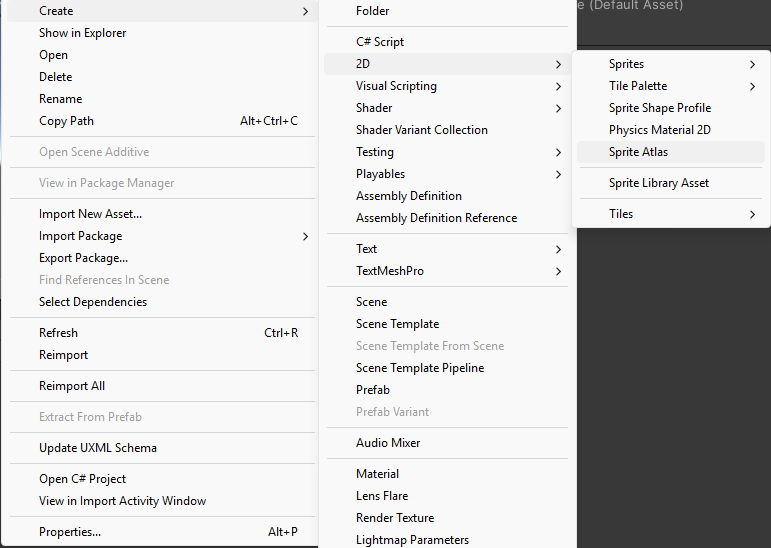 Create
Show in Explorer
Open
Delete
Rename
Copy Path Alt+Ctrl+C
Open Scene Additive
View in Package Manager
Import New Asset...
Import Package
Export Package...
Find References In Scene
Select Dependencies
Refresh Ctrl+R
Reimport
Reimport All
Extract From Prefab
Update UXML Schema
Open C# Project
View in Import Activity Window
Properties... Alt+P
Folder
C# Script
2D
Visual Scripting
Shader
Shader Variant Collection
Testing
Playables
Assembly Definition
Assembly Definition Reference
Text
TextMeshPro
Scene
Scene Template
Scene Template From Scene
Scene Template Pipeline
Prefab
Prefab Variant
Audio Mixer
Material
Lens Flare
Render Texture
Lightmap Parameters
e (Default Asset)
Sprites
Tile Palette
Sprite Shape Profile
Physics Material 2D
Sprite Atlas
Sprite Library Asset
Tiles